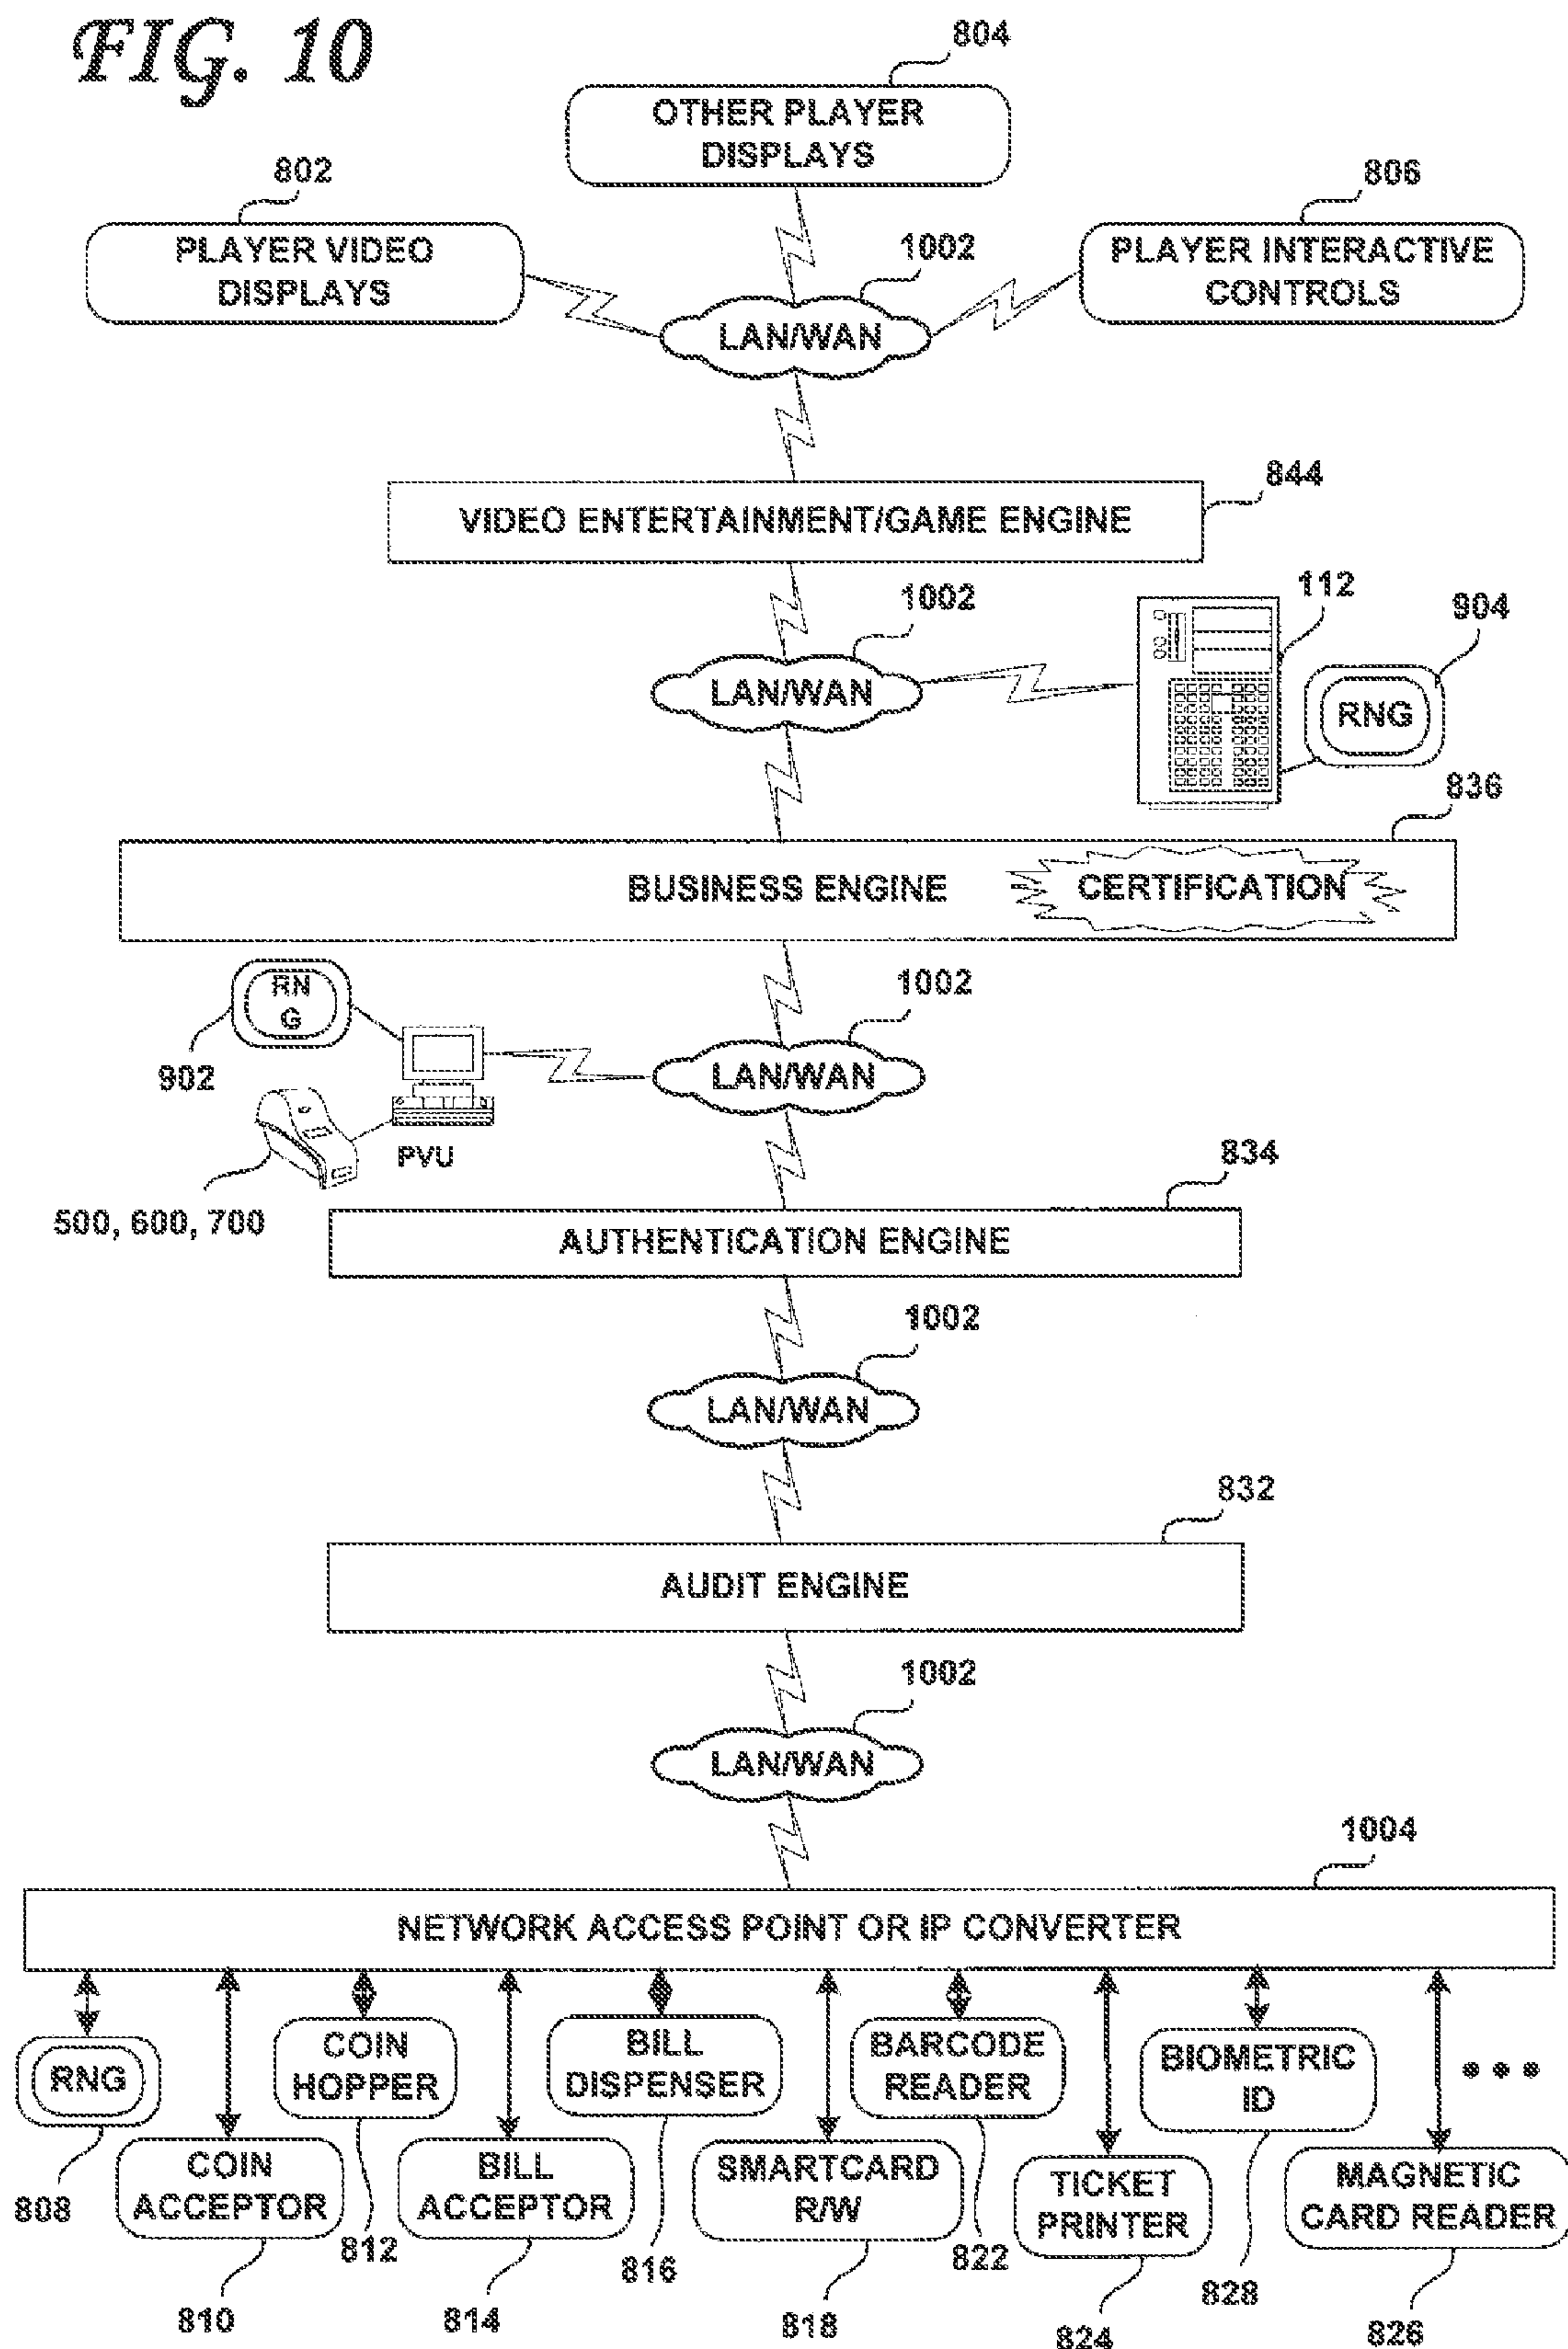 FIG. 10
804
OTHER PLAYER
DISPLAYS
802
PLAYER VIDEO
DISPLAYS
806
PLAYER INTERACTIVE
CONTROLS
1002
LAN/WAN
844
VIDEO ENTERTAINMENT/GAME ENGINE
1002
LAN/WAN
112
904
RNG
836
BUSINESS ENGINE
CERTIFICATION
RN
G
902
1002
LAN/WAN
PVU
500, 600, 700
834
AUTHENTICATION ENGINE
1002
LAN/WAN
832
AUDIT ENGINE
1002
LAN/WAN
1004
NETWORK ACCESS POINT OR IP CONVERTER
RNG
808
COIN
ACCEPTOR
810
COIN
HOPPER
812
BILL
ACCEPTOR
814
BILL
DISPENSER
816
SMARTCARD
R/W
818
BARCODE
READER
822
TICKET
PRINTER
824
BIOMETRIC
ID
828
MAGNETIC
CARD READER
826